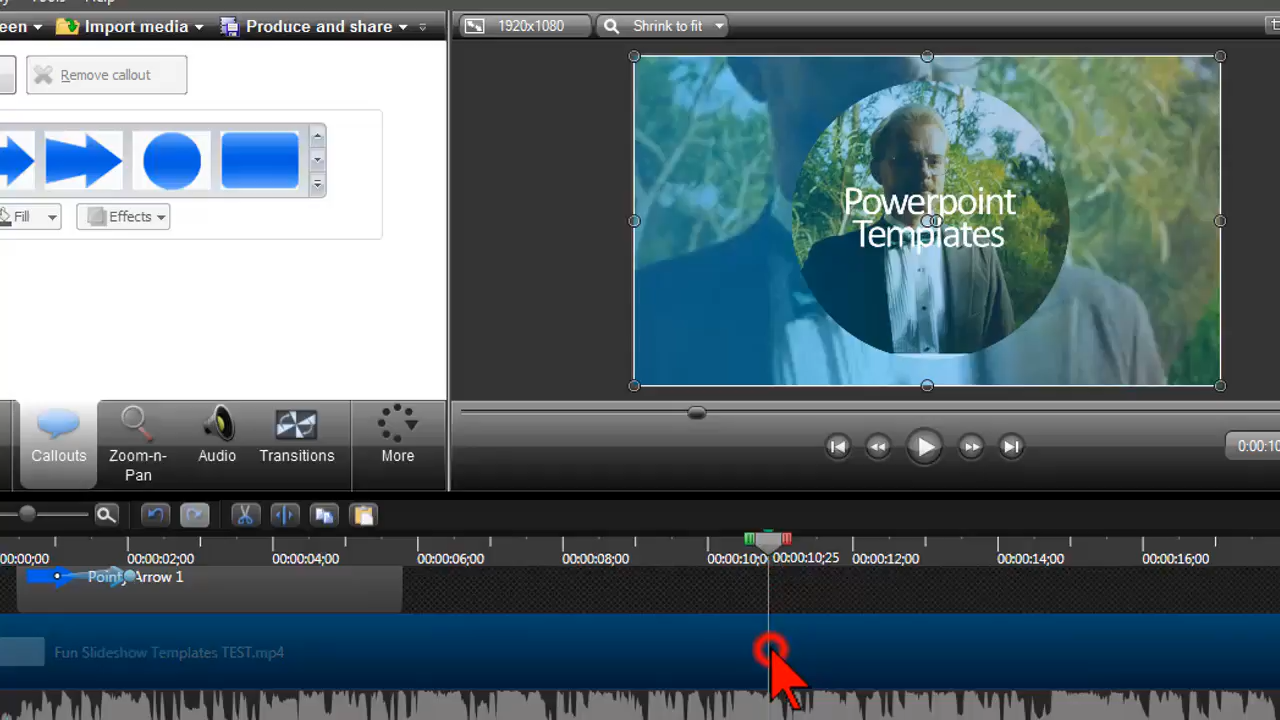 Tools Help
een Import media Produce and share 1920x1080 Shrink to fit
Remove callout
Fill Effects
Powerpoint
Templates
Callouts Zoom-n-
Pan Audio Transitions More
0:00:10
00:00:00;00 00:00:02;00 00:00:04;00 00:00:06;00 00:00:08;00 00:00:10;0 00:00:10;25 00:00:12;00 00:00:14;00 00:00:16;00
Arrow 1
Fun Slideshow Templates TEST.mp4